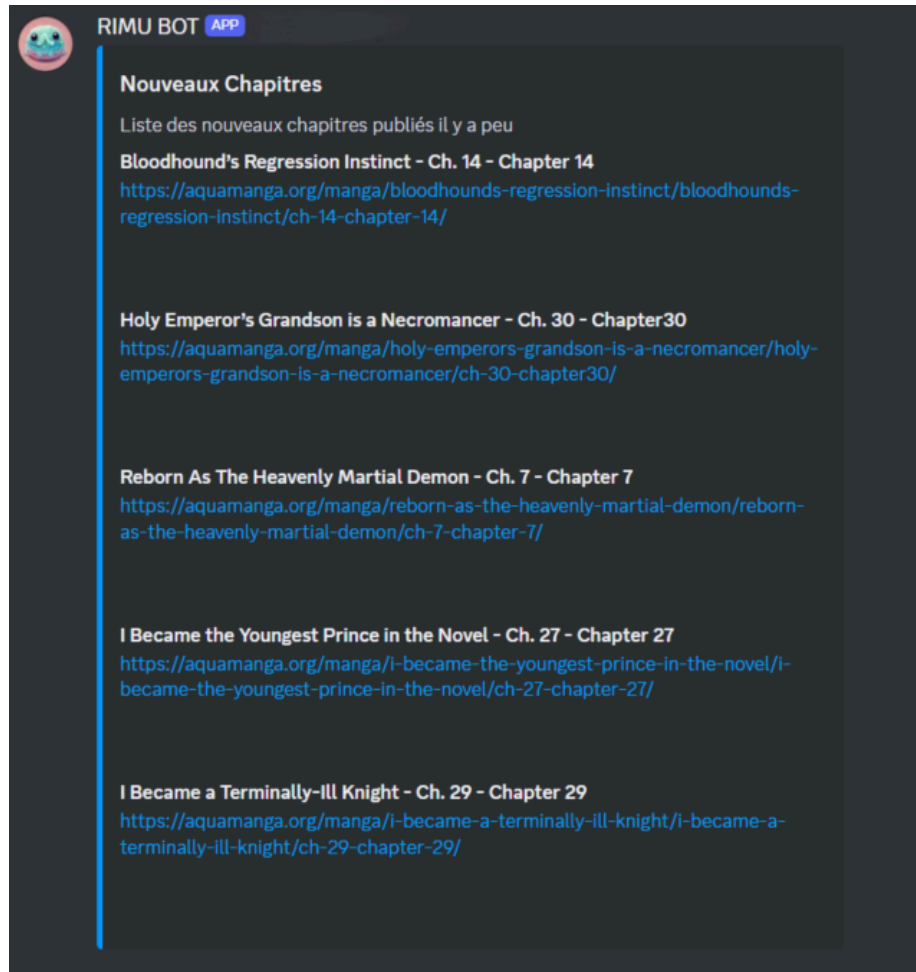 RIMU BOT APP
Nouveaux Chapitres
Liste des nouveaux chapitres publiés il y a peu
Bloodhound's Regression Instinct - Ch. 14 - Chapter 14
https://aquamanga.org/manga/bloodhounds-regression-instinct/bloodhounds-
regression-instinct/ch-14-chapter-14/
Holy Emperor's Grandson is a Necromancer - Ch. 30 - Chapter30
https://aquamanga.org/manga/holy-emperors-grandson-is-a-necromancer/holy-
emperors-grandson-is-a-necromancer/ch-30-chapter30/
Reborn As The Heavenly Martial Demon - Ch. 7 - Chapter 7
https://aquamanga.org/manga/reborn-as-the-heavenly-martial-demon/reborn-
as-the-heavenly-martial-demon/ch-7-chapter-7/
I Became the Youngest Prince in the Novel - Ch. 27 - Chapter 27
https://aquamanga.org/manga/i-became-the-youngest-prince-in-the-novel/i-
became-the-youngest-prince-in-the-novel/ch-27-chapter-27/
I Became a Terminally-Ill Knight - Ch. 29 - Chapter 29
https://aquamanga.org/manga/i-became-a-terminally-ill-knight/i-became-a-
terminally-ill-knight/ch-29-chapter-29/